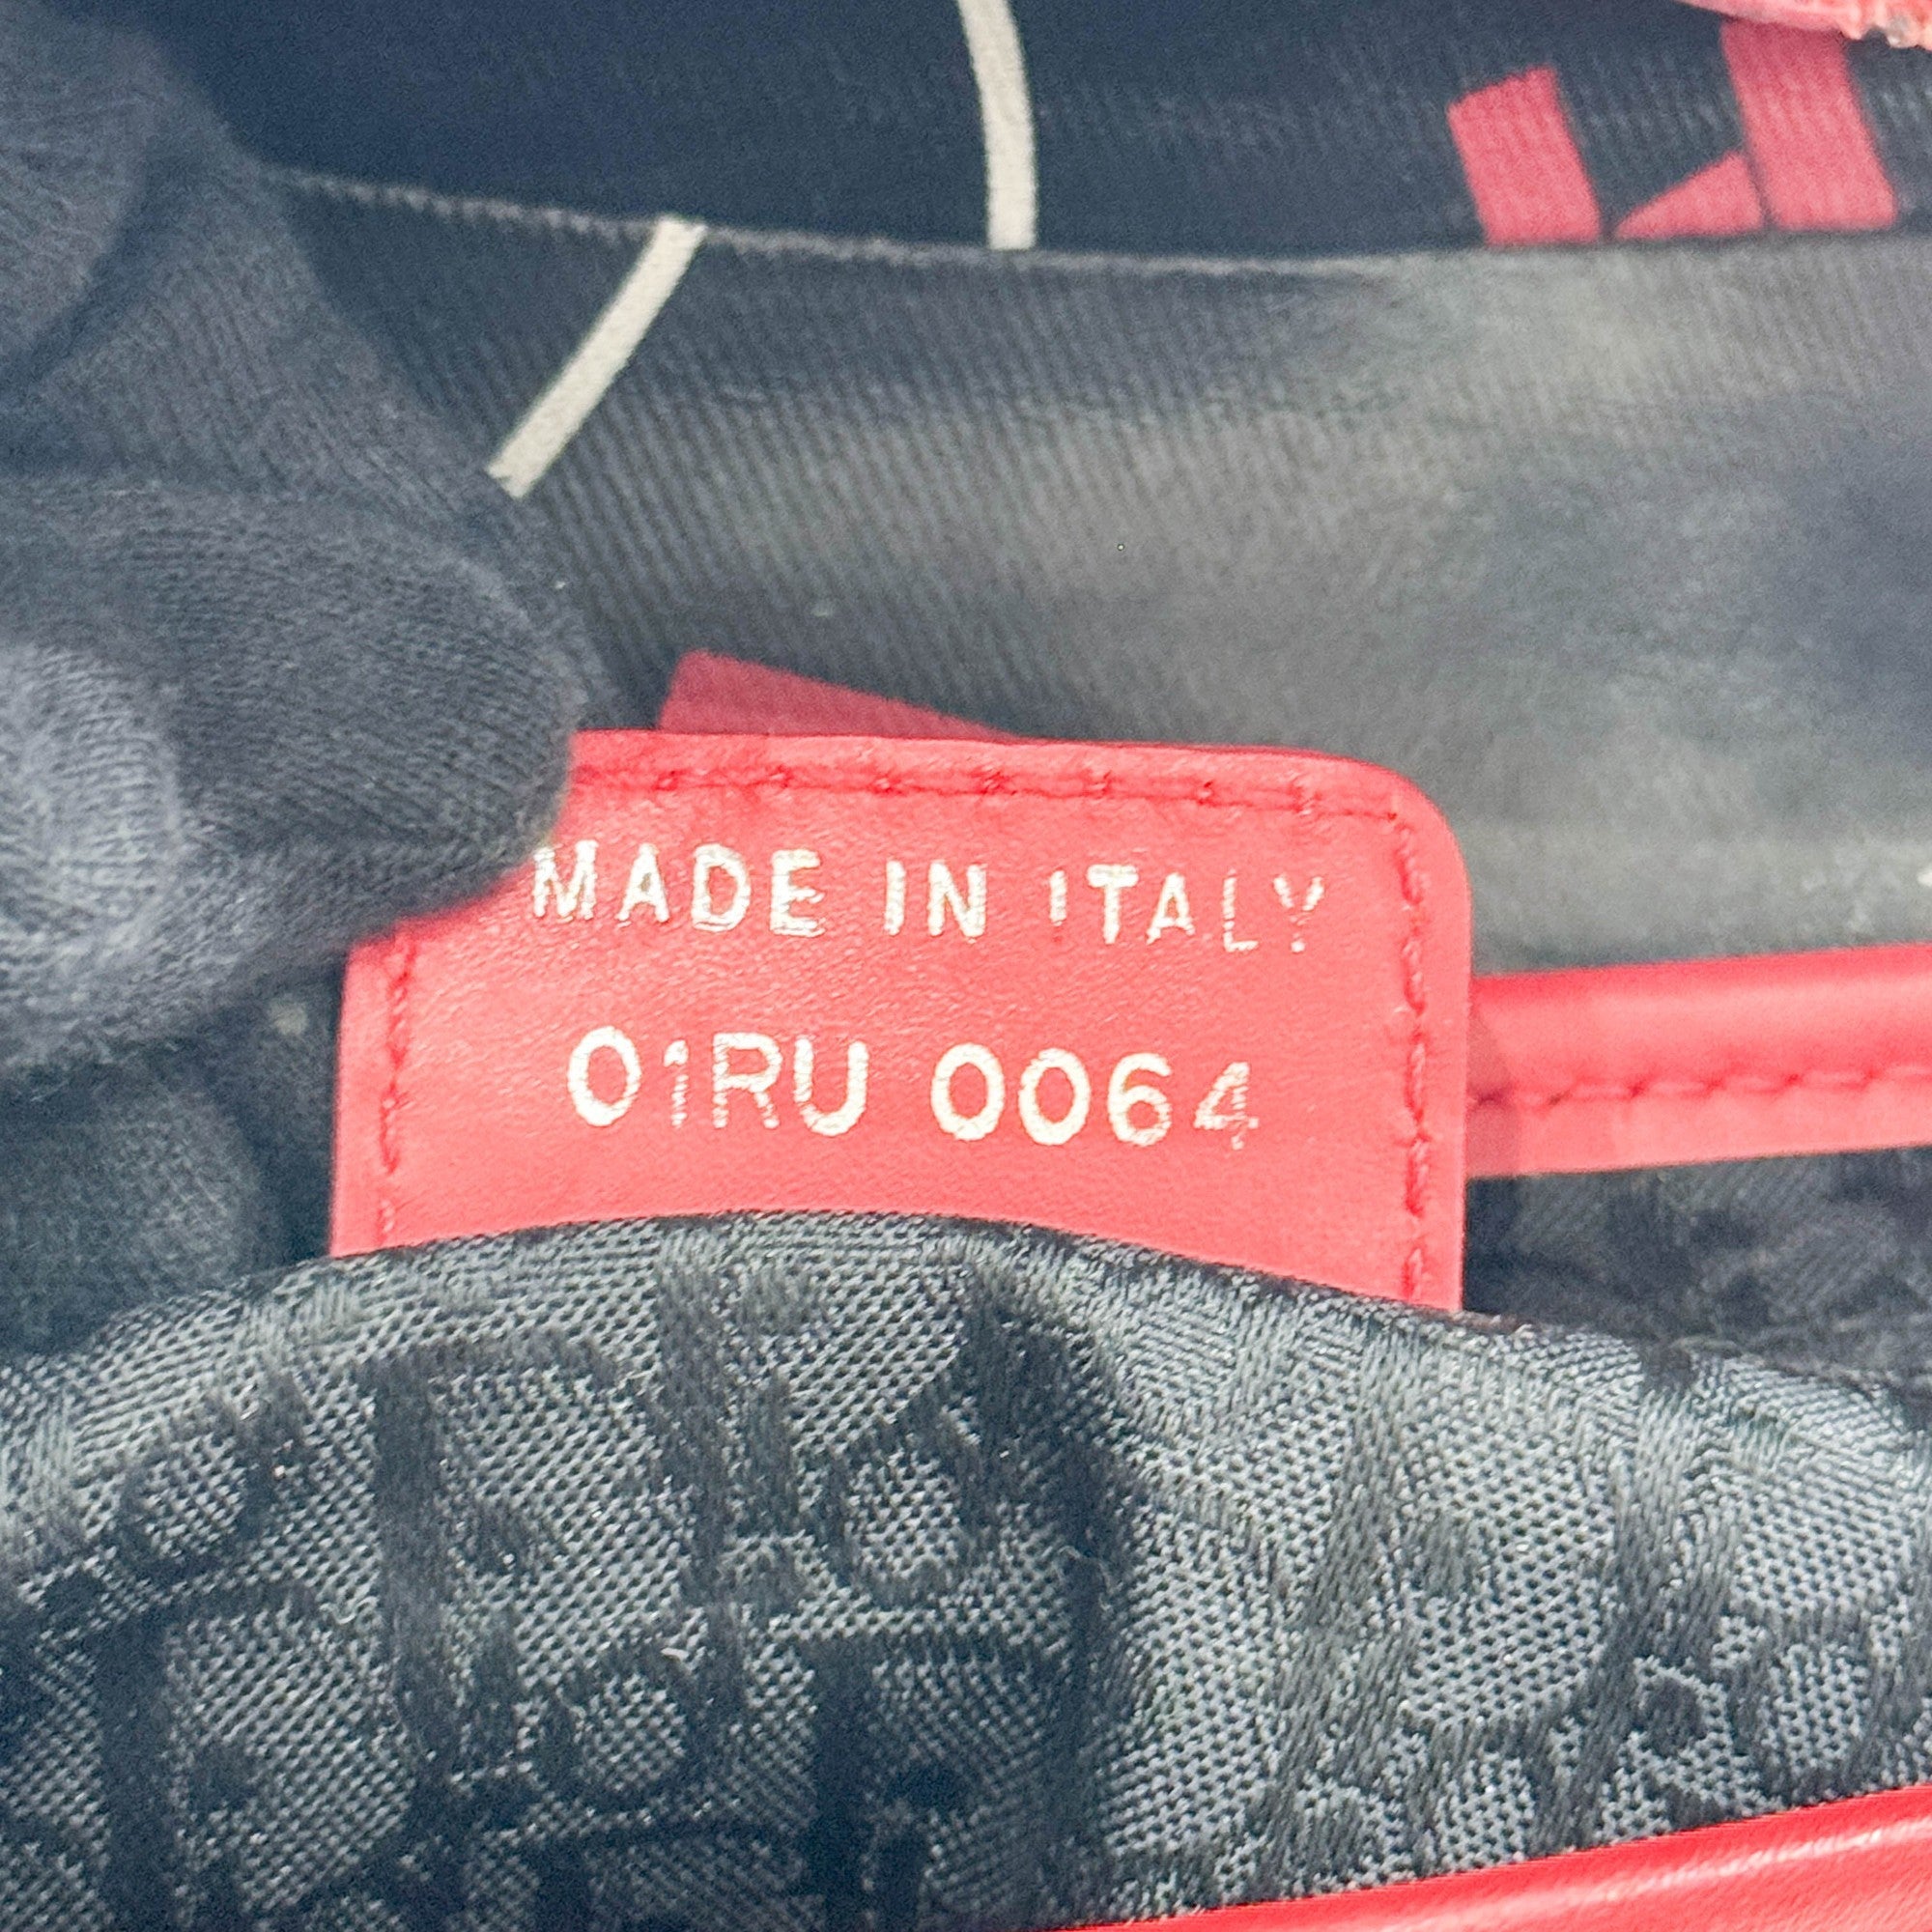 MADE IN ITALY
01RU 0064